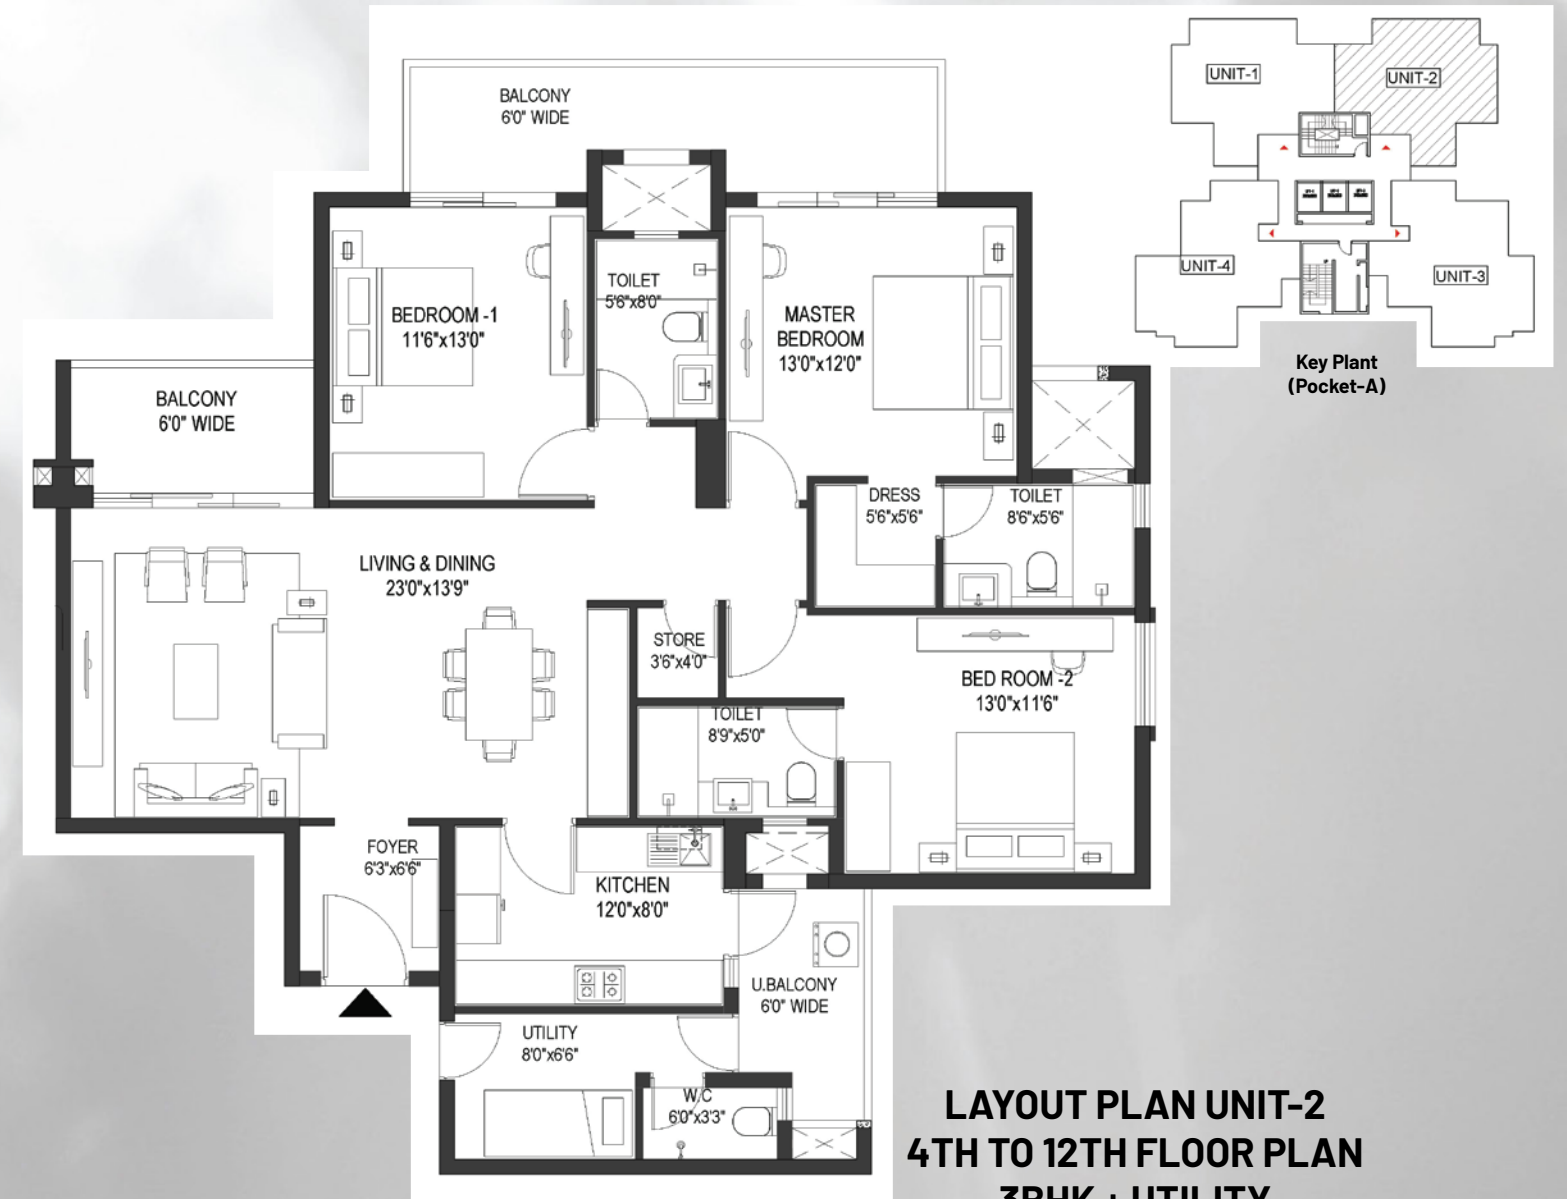 BALCONY
6'0" WIDE
UNIT-1
UNIT-2
UNIT-4
UNIT-3
Key Plant
(Pocket-A)
TOILET
5'6"x8'0"
BEDROOM -1
11'6"x13'0"
MASTER
BEDROOM
13'0"x12'0"
BALCONY
6'0" WIDE
DRESS
5'6"x5'6"
TOILET
8'6"x5'6"
LIVING & DINING
23'0"x13'9"
STORE
3'6"x4'0"
BED ROOM -2
13'0"x11'6"
TOILET
8'9"x5'0"
FOYER
6'3"x6'6"
KITCHEN
12'0"x8'0"
U.BALCONY
6'0" WIDE
UTILITY
8'0"x6'6"
W/C
6'0"x3'3"
LAYOUT PLAN UNIT-2
4TH TO 12TH FLOOR PLAN
3BHK + UTILITY